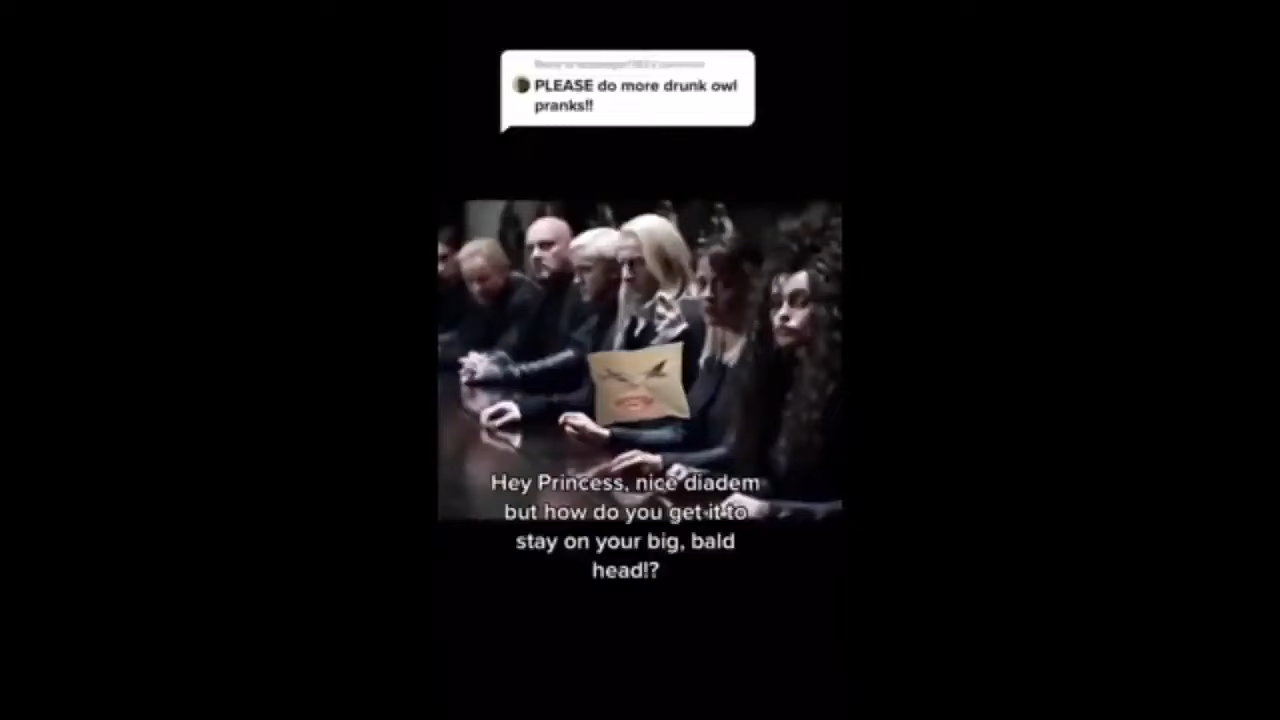 PLEASE do more drunk owl
pranks!!
Hey Princess, nice diadem
but how do you get it to
stay on your big, bald
head!?